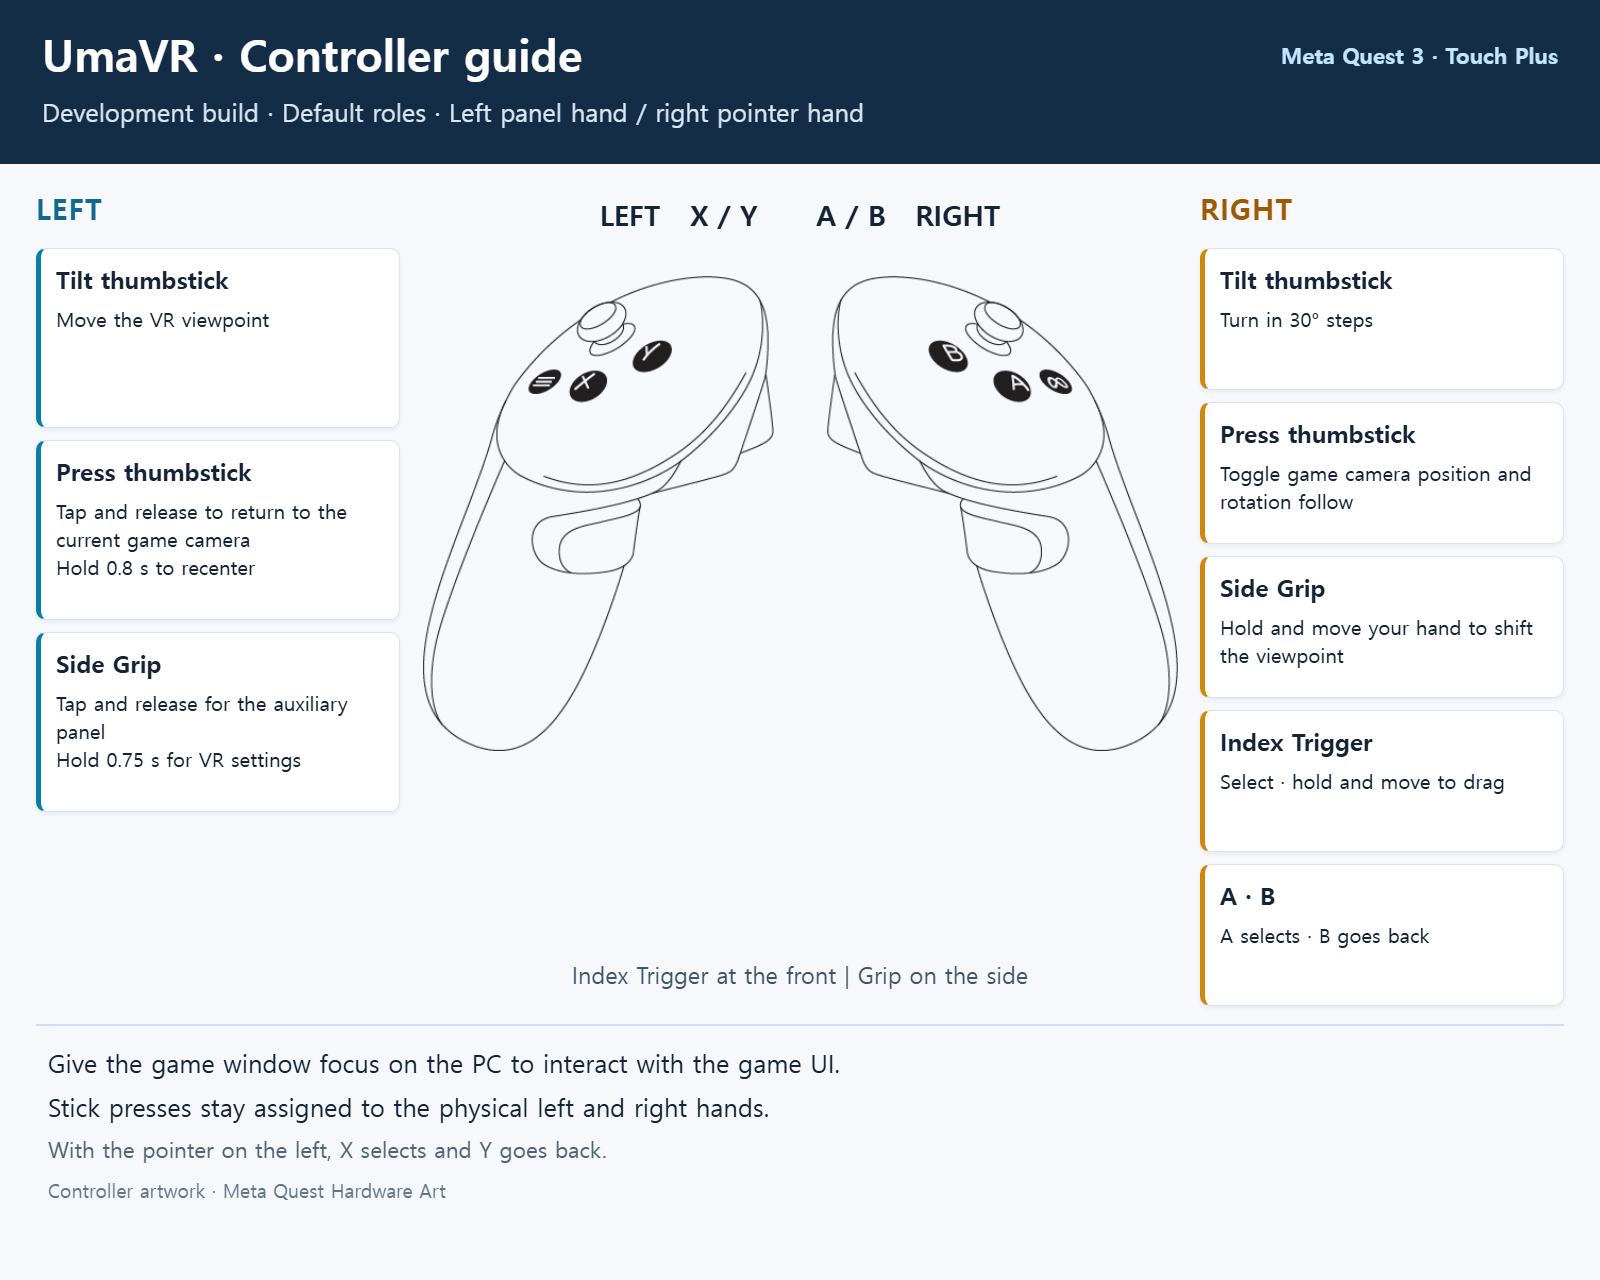 UmaVR · Controller guide
Meta Quest 3 · Touch Plus
Development build · Default roles · Left panel hand / right pointer hand
LEFT
Tilt thumbstick
Move the VR viewpoint
Press thumbstick
Tap and release to return to the
current game camera
Hold 0.8 s to recenter
Side Grip
Tap and release for the auxiliary
panel
Hold 0.75 s for VR settings
LEFT X / Y A / B RIGHT
Y
X
B
A
Index Trigger at the front | Grip on the side
RIGHT
Tilt thumbstick
Turn in 30° steps
Press thumbstick
Toggle game camera position and
rotation follow
Side Grip
Hold and move your hand to shift
the viewpoint
Index Trigger
Select · hold and move to drag
A · B
A selects · B goes back
Give the game window focus on the PC to interact with the game UI.
Stick presses stay assigned to the physical left and right hands.
With the pointer on the left, X selects and Y goes back.
Controller artwork · Meta Quest Hardware Art